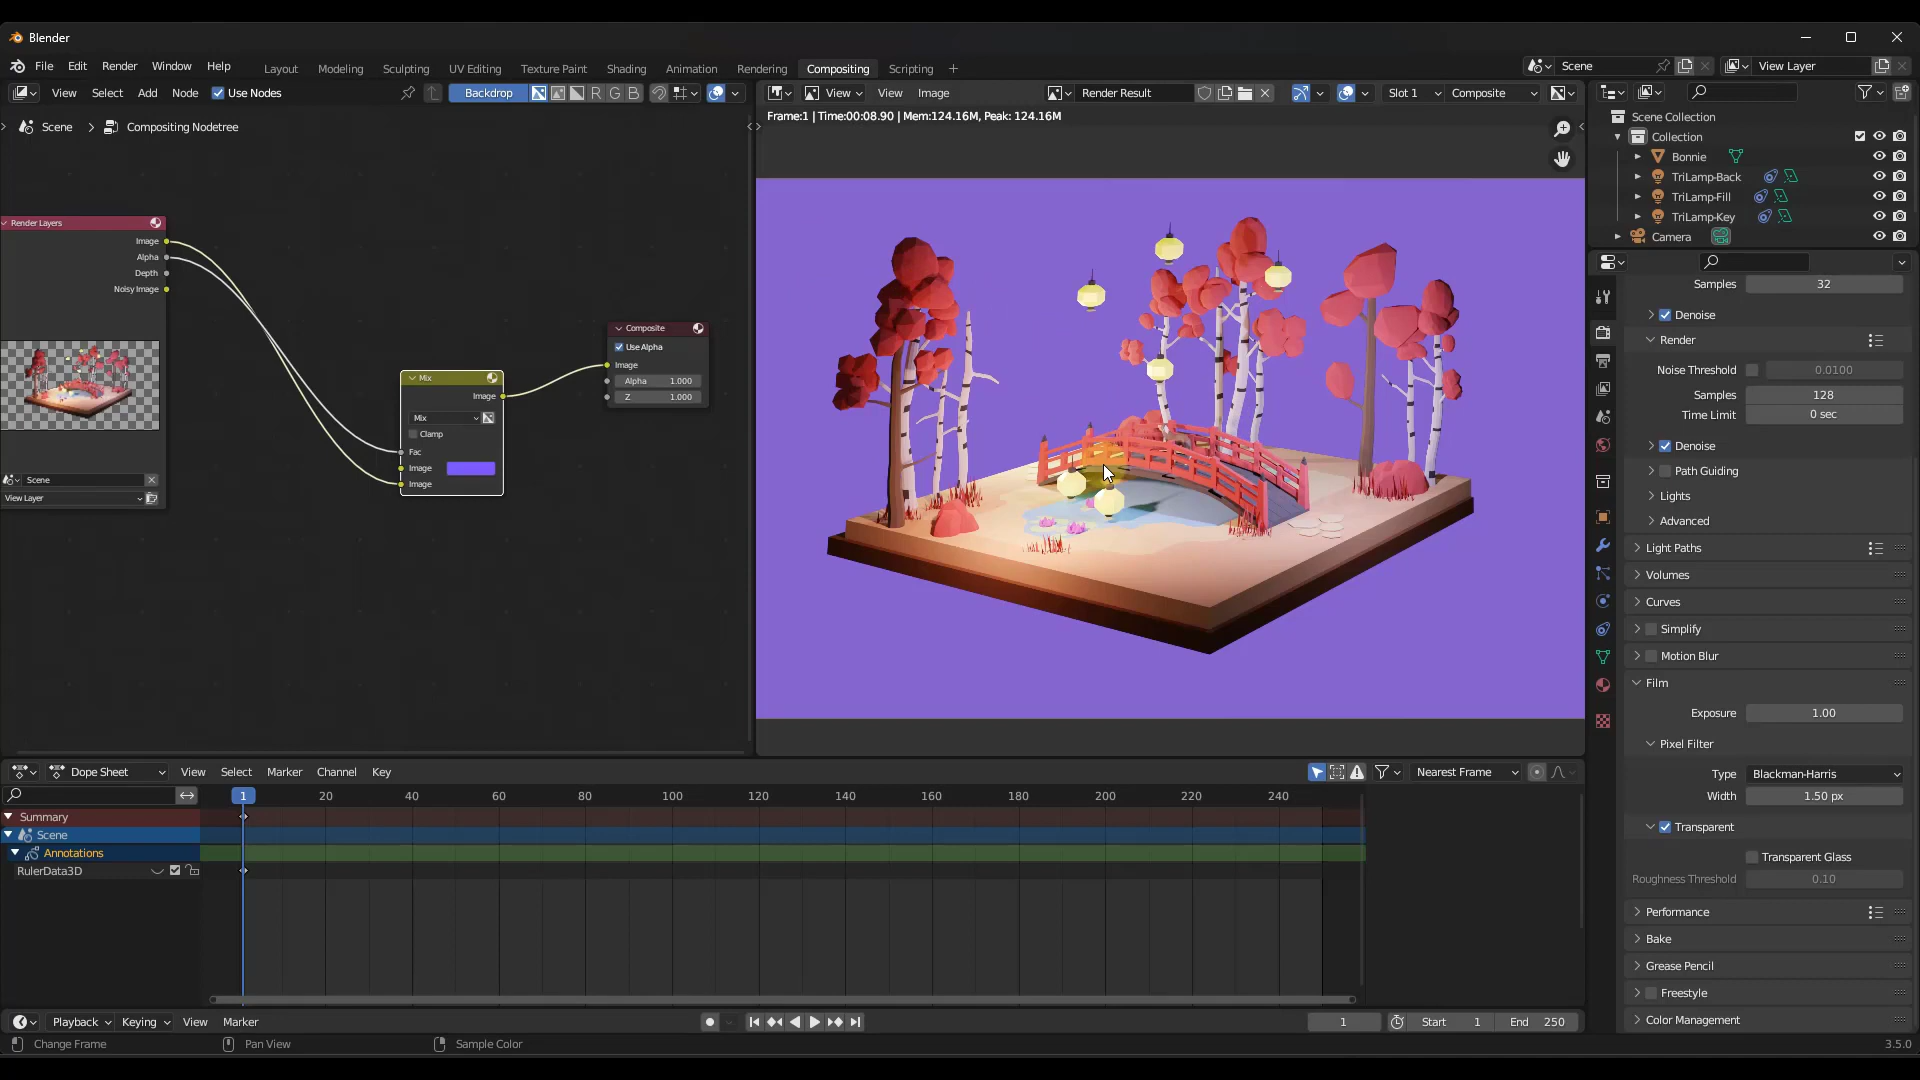 Blender
File Edit Render Window Help
Layout Modeling Sculpting UV Editing Texture Paint Shading Animation Rendering Compositing Scripting +
Scene
View Layer
View Select Add Node Use Nodes
Backdrop
R G B
View View Image
Render Result
Slot 1
Composite
Scene > Compositing Nodetree
Frame:1 | Time:00:08.90 | Mem:124.16M, Peak: 124.16M
Render Layers
Image
Alpha
Depth
Noisy Image
Scene
View Layer
Mix
Image
Mix
Clamp
Fac
Image
Image
Composite
Use Alpha
Image
Alpha 1.000
Z 1.000
Scene Collection
Collection
Bonnie
TriLamp-Back
TriLamp-Fill
TriLamp-Key
Camera
Samples 32
Denoise
Render
Noise Threshold 0.0100
Samples 128
Time Limit 0 sec
Denoise
Path Guiding
Lights
Advanced
Light Paths
Volumes
Curves
Simplify
Motion Blur
Film
Exposure 1.00
Pixel Filter
Type Blackman-Harris
Width 1.50 px
Transparent
Transparent Glass
Roughness Threshold 0.10
Performance
Bake
Grease Pencil
Freestyle
Color Management
Dope Sheet View Select Marker Channel Key
Nearest Frame
1 20 40 60 80 100 120 140 160 180 200 220 240
Summary
Scene
Annotations
RulerData3D
Playback Keying View Marker
1 Start 1 End 250
Change Frame Pan View Sample Color
3.5.0